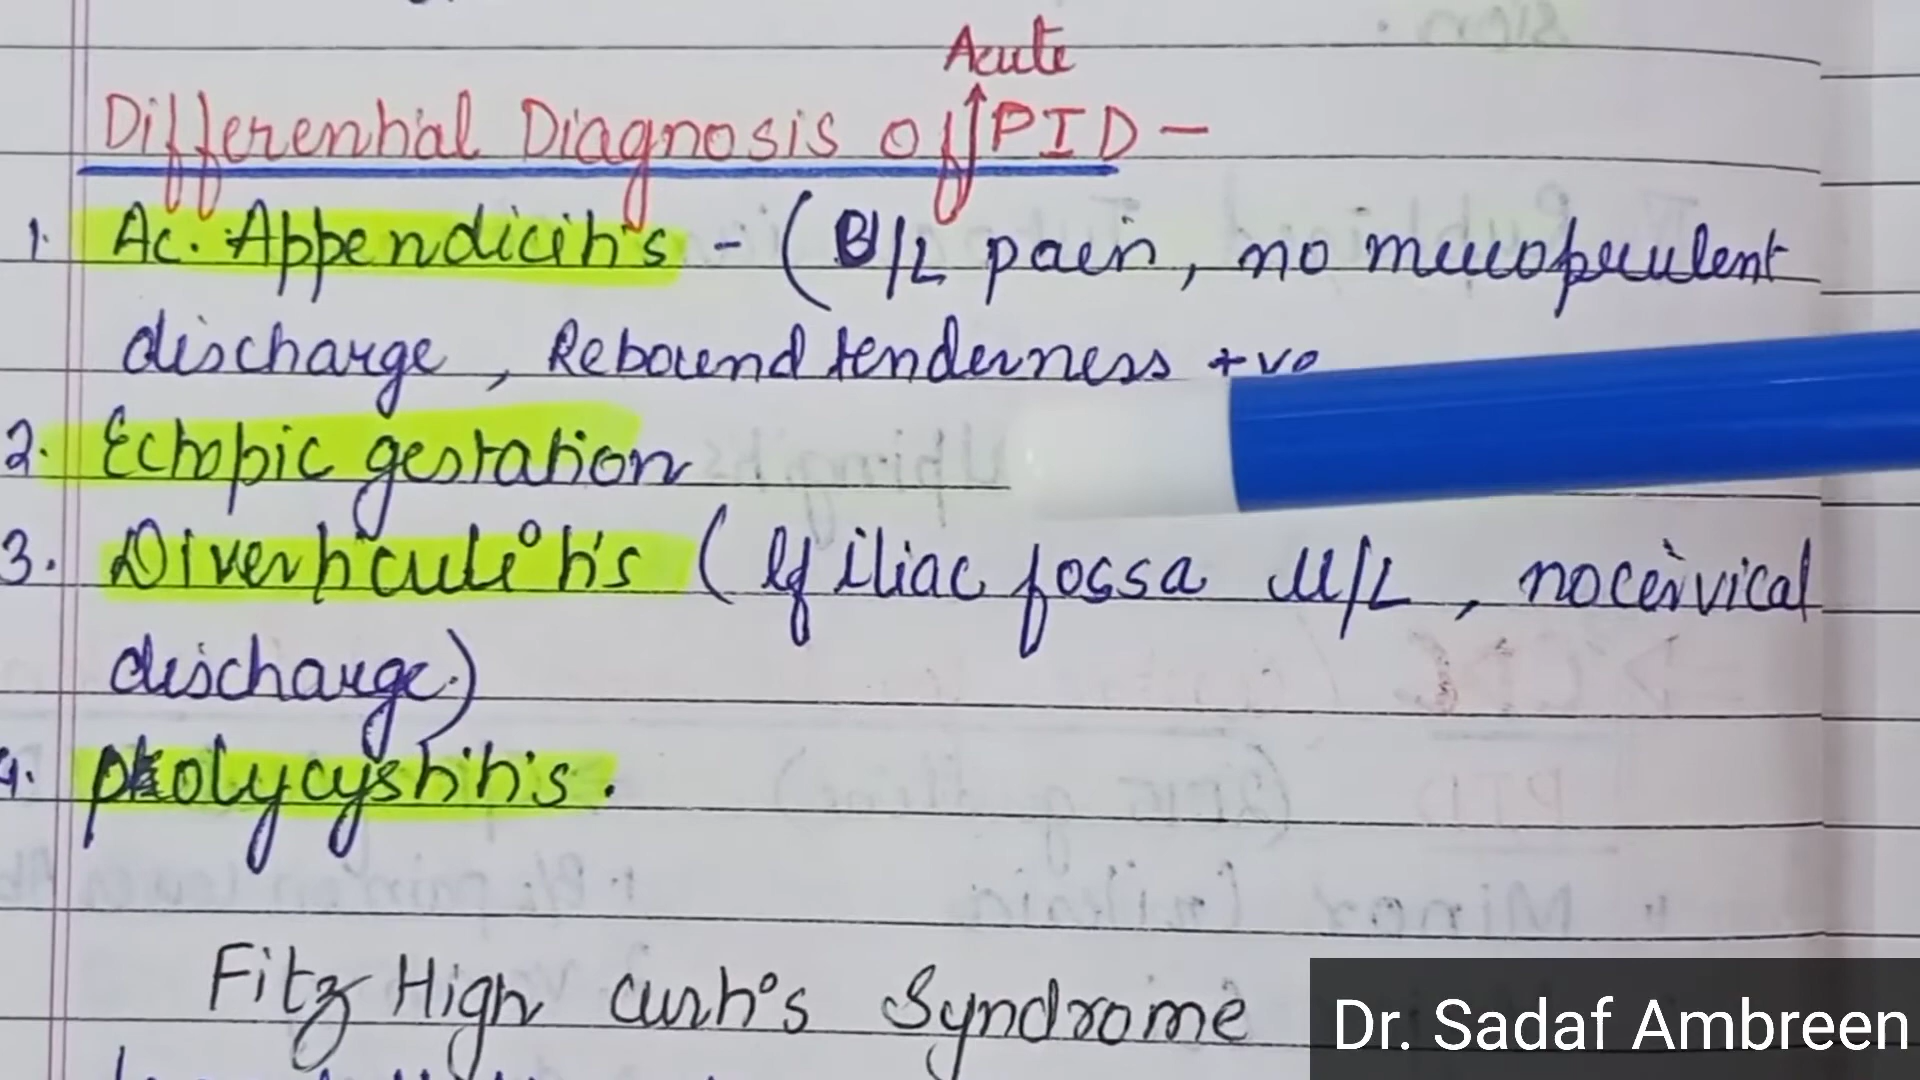 Acute
Differential Diagnosis of PID -
1. Ac. Appendicitis - (B/L pain, no mucopurulent
discharge, Rebound tenderness +ve
2. Ectopic gestation
3. Diverticulitis (lf iliac fossa U/L, no cervical
discharge.)
4. polycystitis.
Fitz High Curti's Syndrome
Dr. Sadaf Ambreen